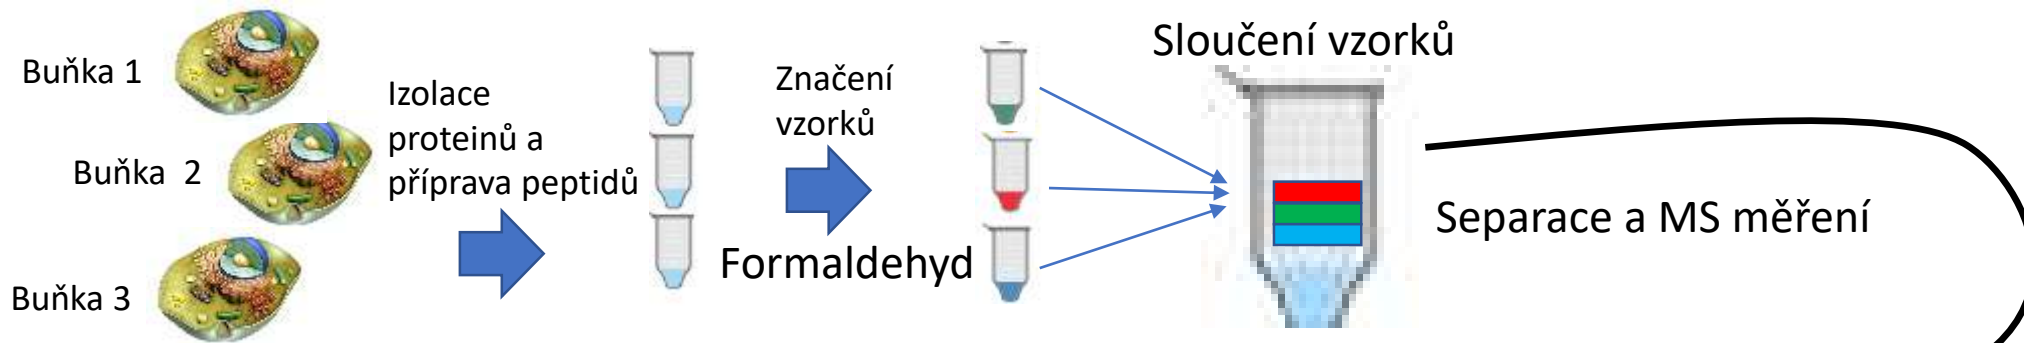 Buňka 1
Buňka 2
Buňka 3
Izolace
proteinů a
příprava peptidů
Značení
vzorků
Formaldehyd
Sloučení vzorků
Separace a MS měření